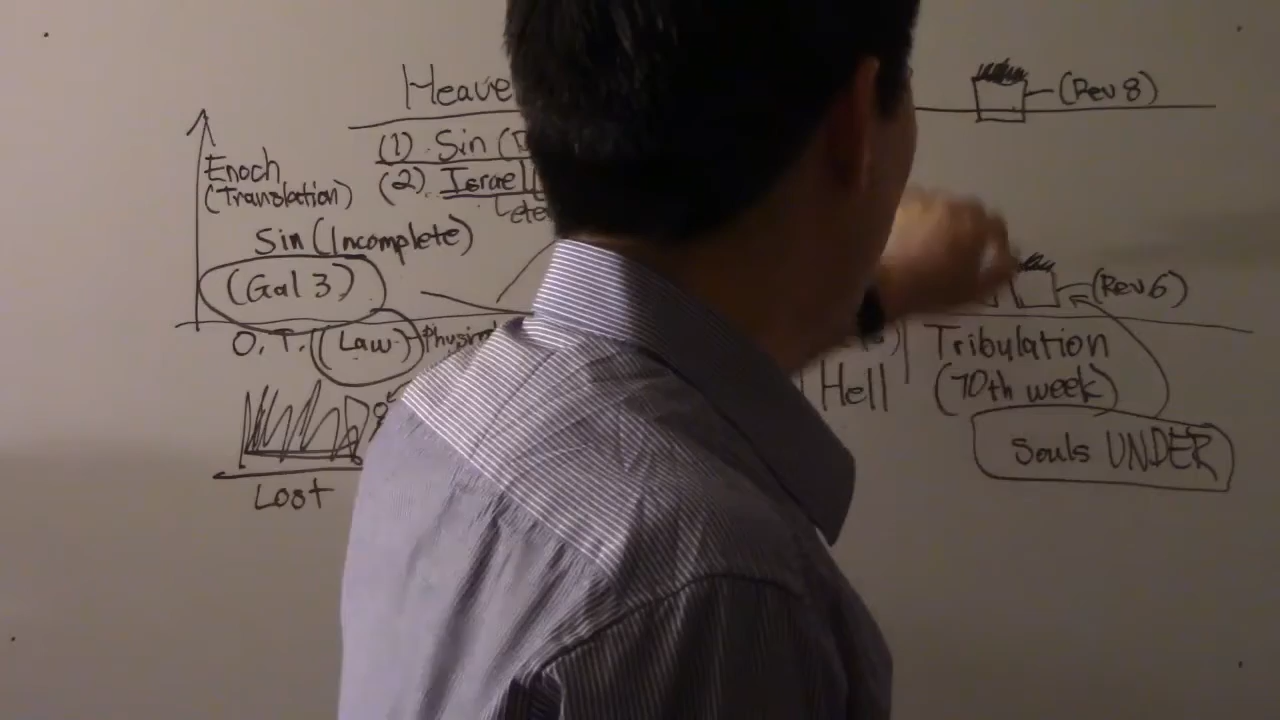 Heave
(Rev 8)
(1) Sin (
(2) Israel (
Enoch
(Translation)
Sin (Incomplete)
(Gal 3)
(Rev 6)
O.T. (Law)
Hell
Tribulation
(70th week)
Souls UNDER
Lost